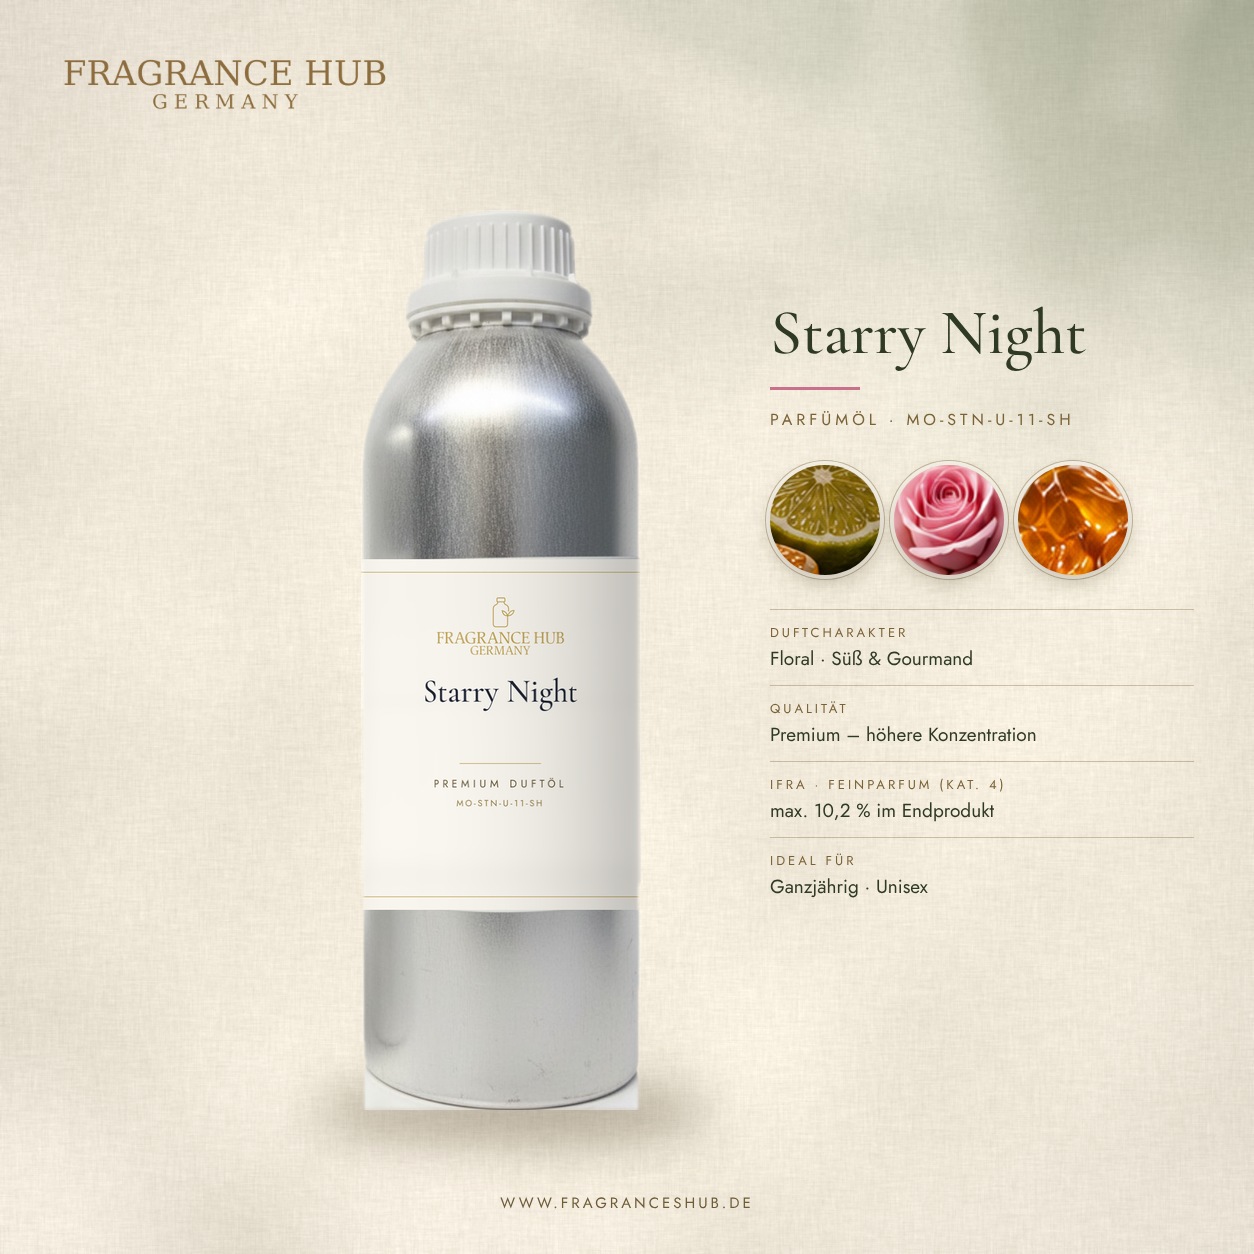 FRAGRANCE HUB
GERMANY
Starry Night
PARFÜMÖL · MO-STN-U-11-SH
DUFTCHARAKTER
Floral · Süß & Gourmand
QUALITÄT
Premium – höhere Konzentration
IFRA · FEINPARFUM (KAT. 4)
max. 10,2 % im Endprodukt
IDEAL FÜR
Ganzjährig · Unisex
FRAGRANCE HUB
GERMANY
Starry Night
PREMIUM DUFTÖL
MO-STN-U-11-SH
WWW.FRAGRANCESHUB.DE